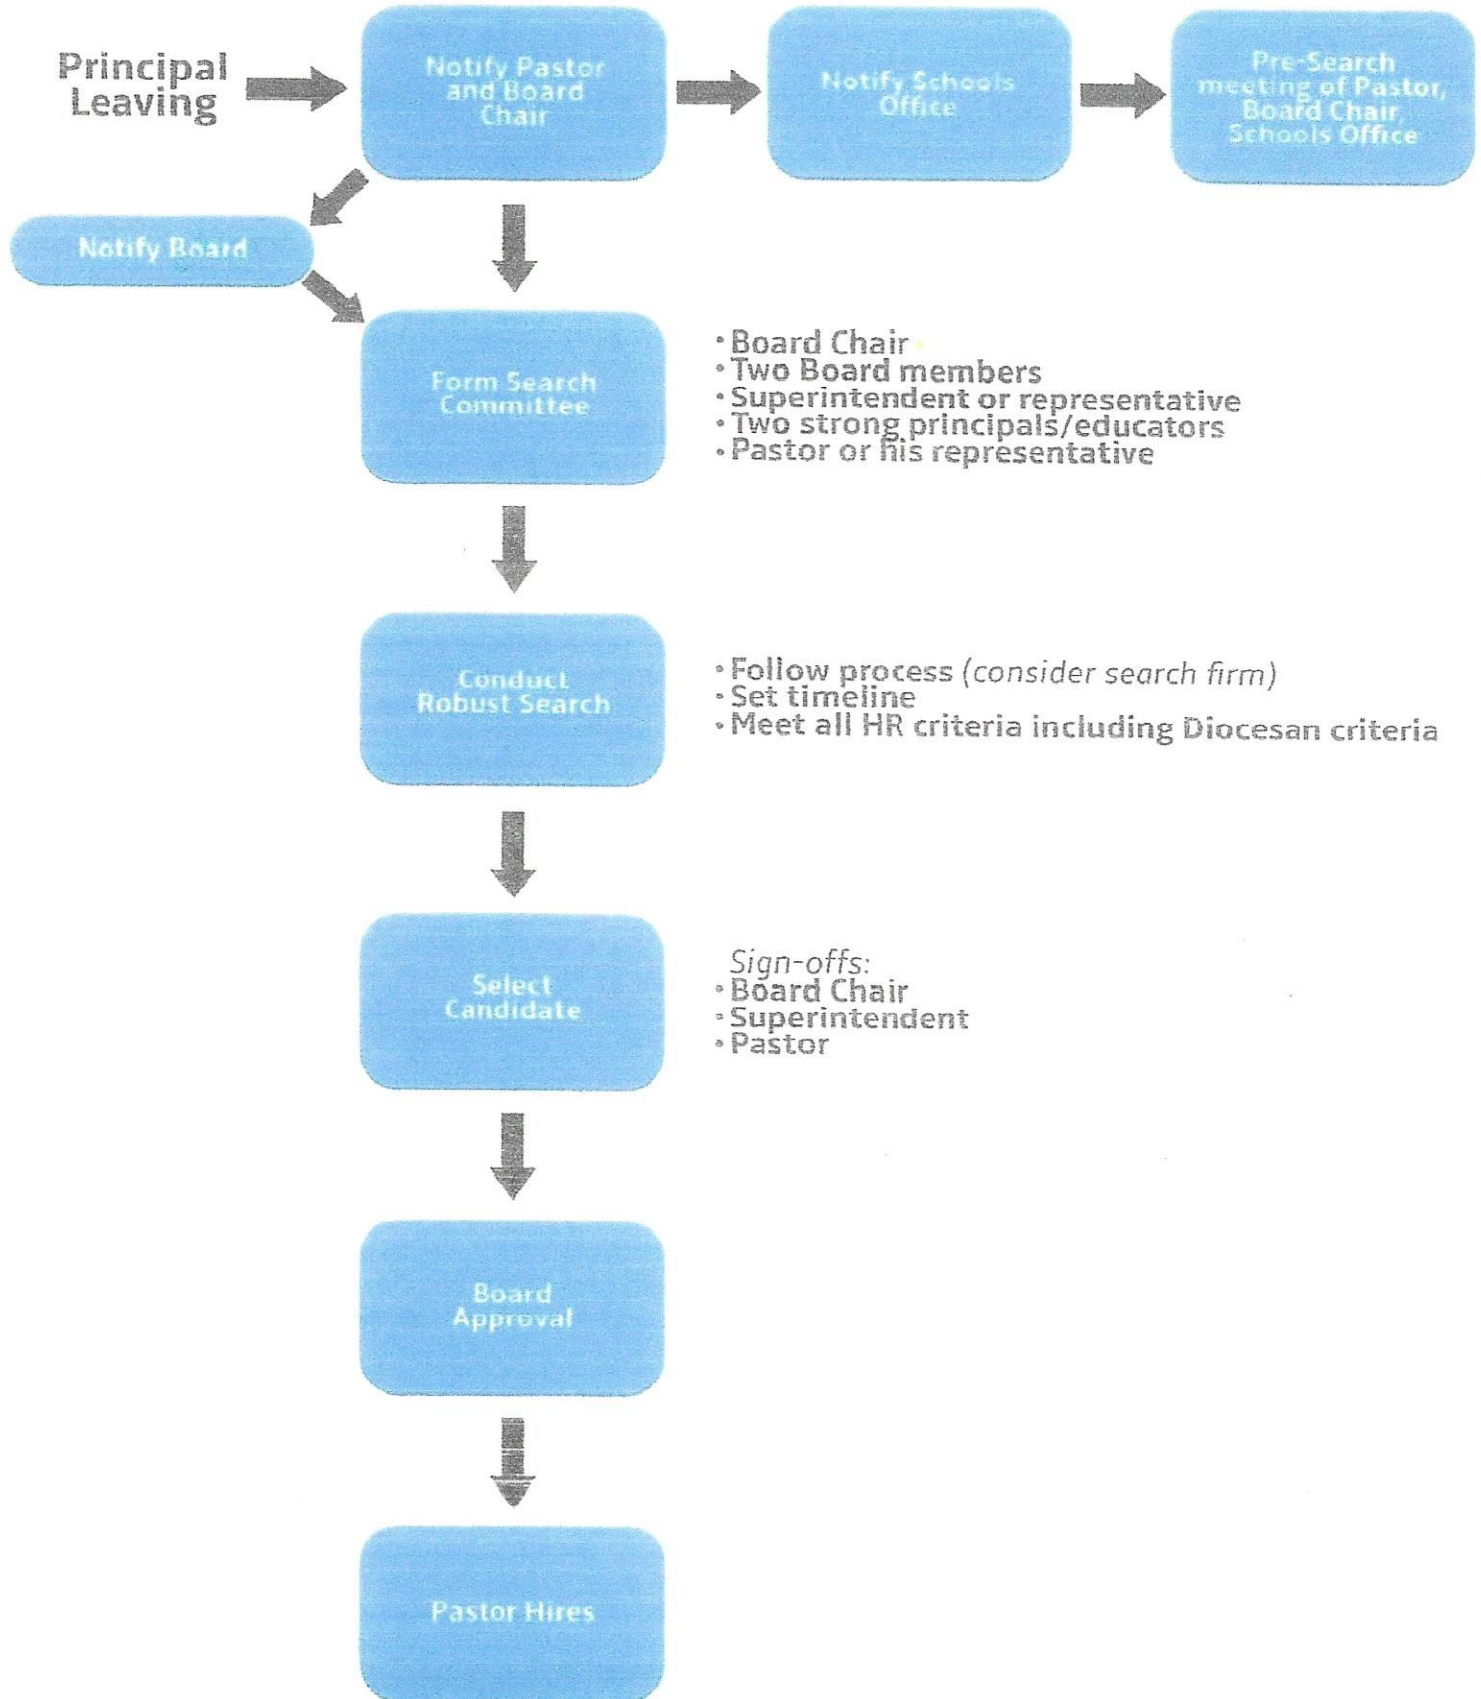 Principal
Leaving
Notify Pastor
and Board
Chair
Notify Schools
Office
Pre-Search
meeting of Pastor,
Board Chair,
Schools Office
Notify Board
Form Search
Committee
• Board Chair
• Two Board members
• Superintendent or representative
• Two strong principals/educators
• Pastor or his representative
Conduct
Robust Search
• Follow process (consider search firm)
• Set timeline
• Meet all HR criteria including Diocesan criteria
Select
Candidate
Sign-offs:
• Board Chair
• Superintendent
• Pastor
Board
Approval
Pastor Hires